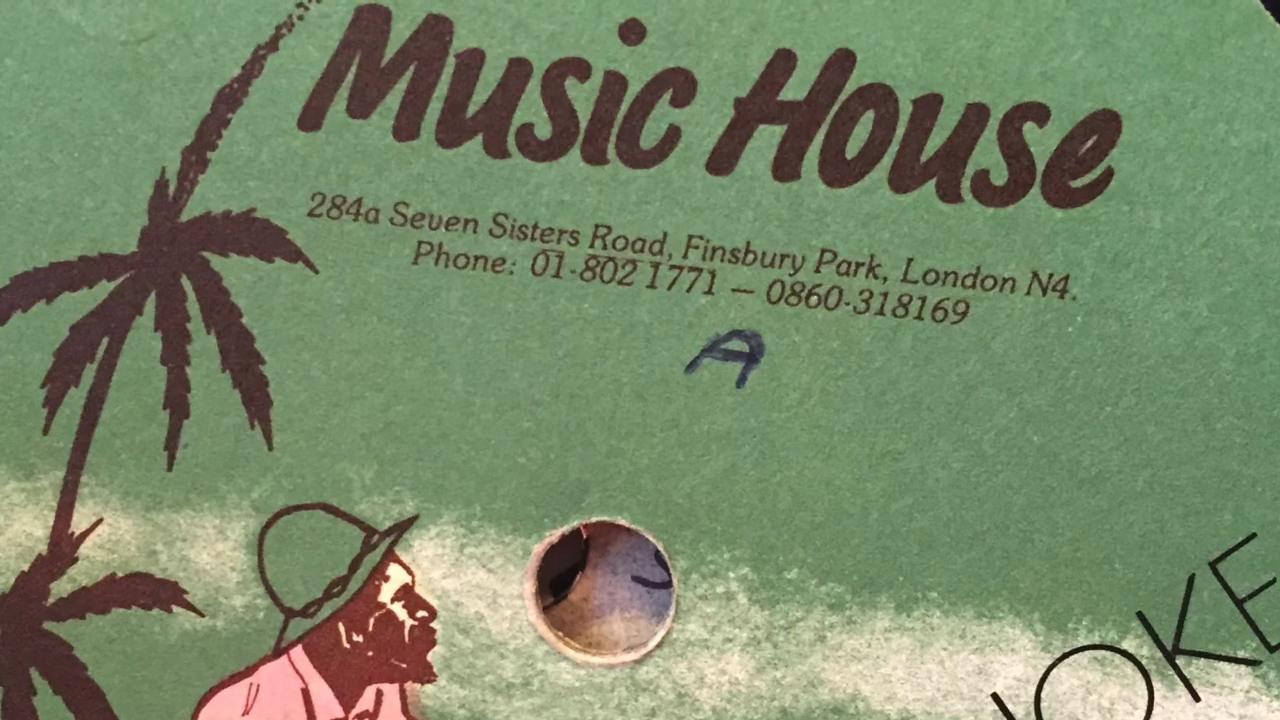 Music House
284a Seven Sisters Road, Finsbury Park, London N4.
Phone: 01-802 1771 – 0860-318169
A